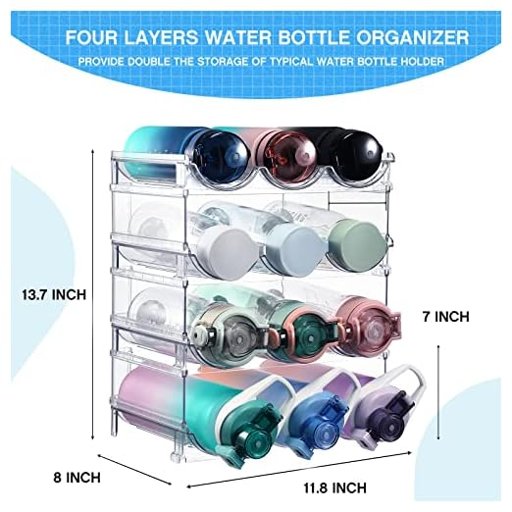 FOUR LAYERS WATER BOTTLE ORGANIZER
PROVIDE DOUBLE THE STORAGE OF TYPICAL WATER BOTTLE HOLDER
13.7 INCH
7 INCH
8 INCH
11.8 INCH